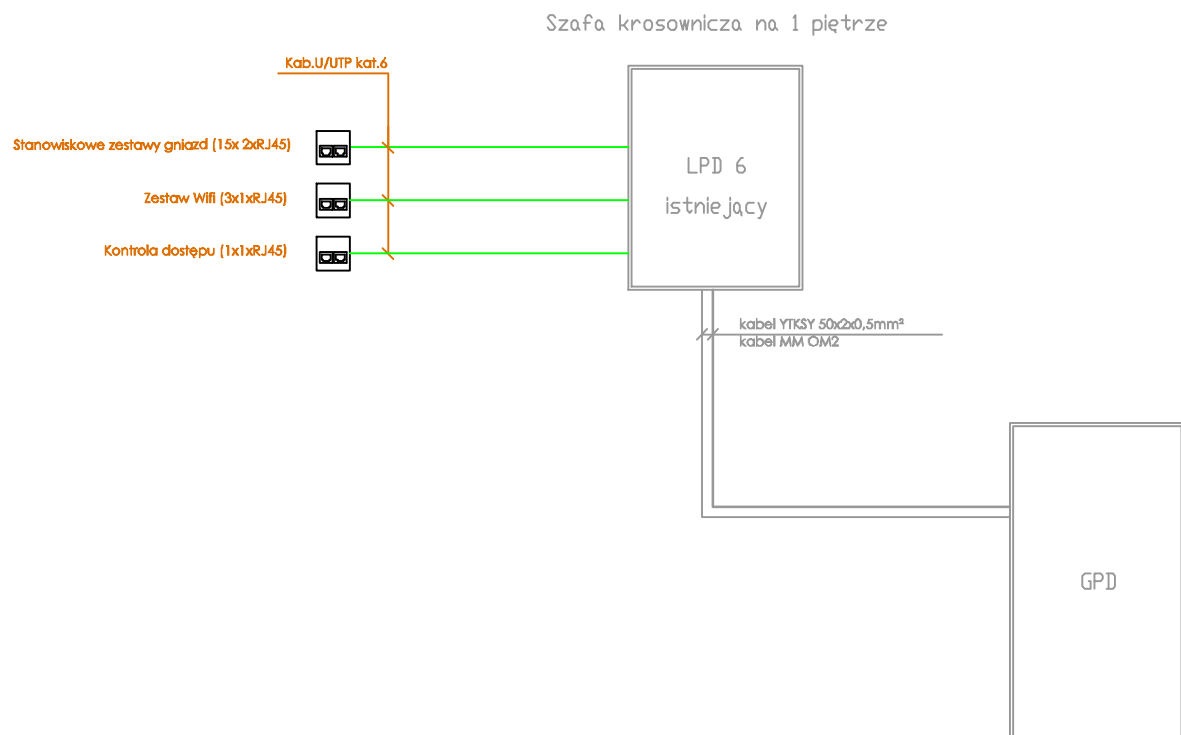 Szafa krosownicza na 1 piętrze
Kab.U/UTP kat.6
Stanowiskowe zestawy gniazd (15x 2xRJ45)
Zestaw Wifi (3x1xRJ45)
Kontrola dostępu (1x1xRJ45)
LPD 6
istniejący
kabel YTKSY 50x2x0,5mm²
kabel MM OM2
GPD